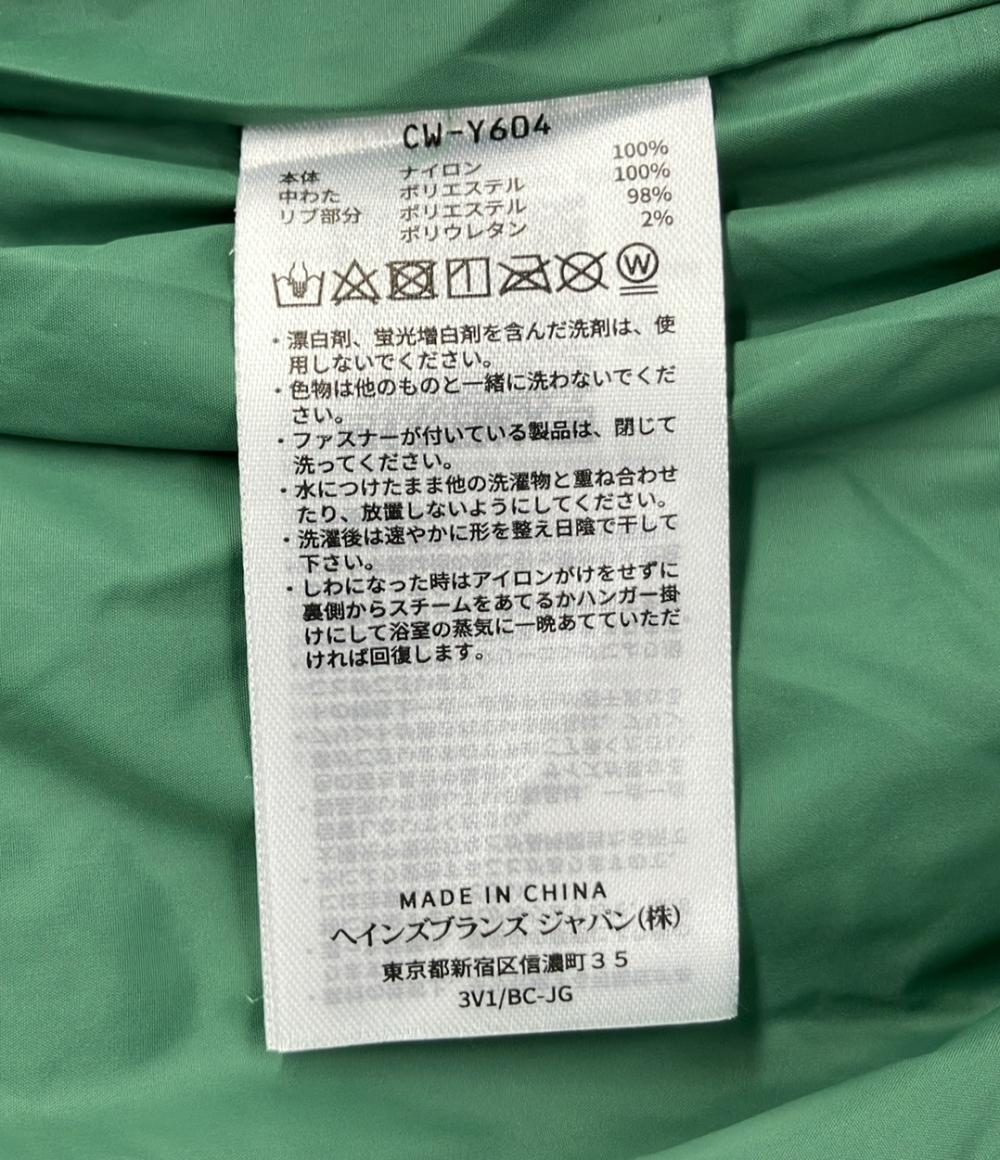 CW-Y604
本体 ナイロン 100%
中わた ポリエステル 100%
リブ部分 ポリエステル 98%
ポリウレタン 2%
W
・漂白剤、蛍光増白剤を含んだ洗剤は、使
用しないでください。
・色物は他のものと一緒に洗わないでくだ
さい。
・ファスナーが付いている製品は、閉じて
洗ってください。
・水につけたまま他の洗濯物と重ね合わせ
たり、放置しないようにしてください。
・洗濯後は速やかに形を整え日陰で干して
下さい。
・しわになった時はアイロンがけをせずに
裏側からスチームをあてるかハンガー掛
けにして浴室の蒸気に一晩あてていただ
ければ回復します。
MADE IN CHINA
ヘインズブランズ ジャパン(株)
東京都新宿区信濃町35
3V1/BC-JG